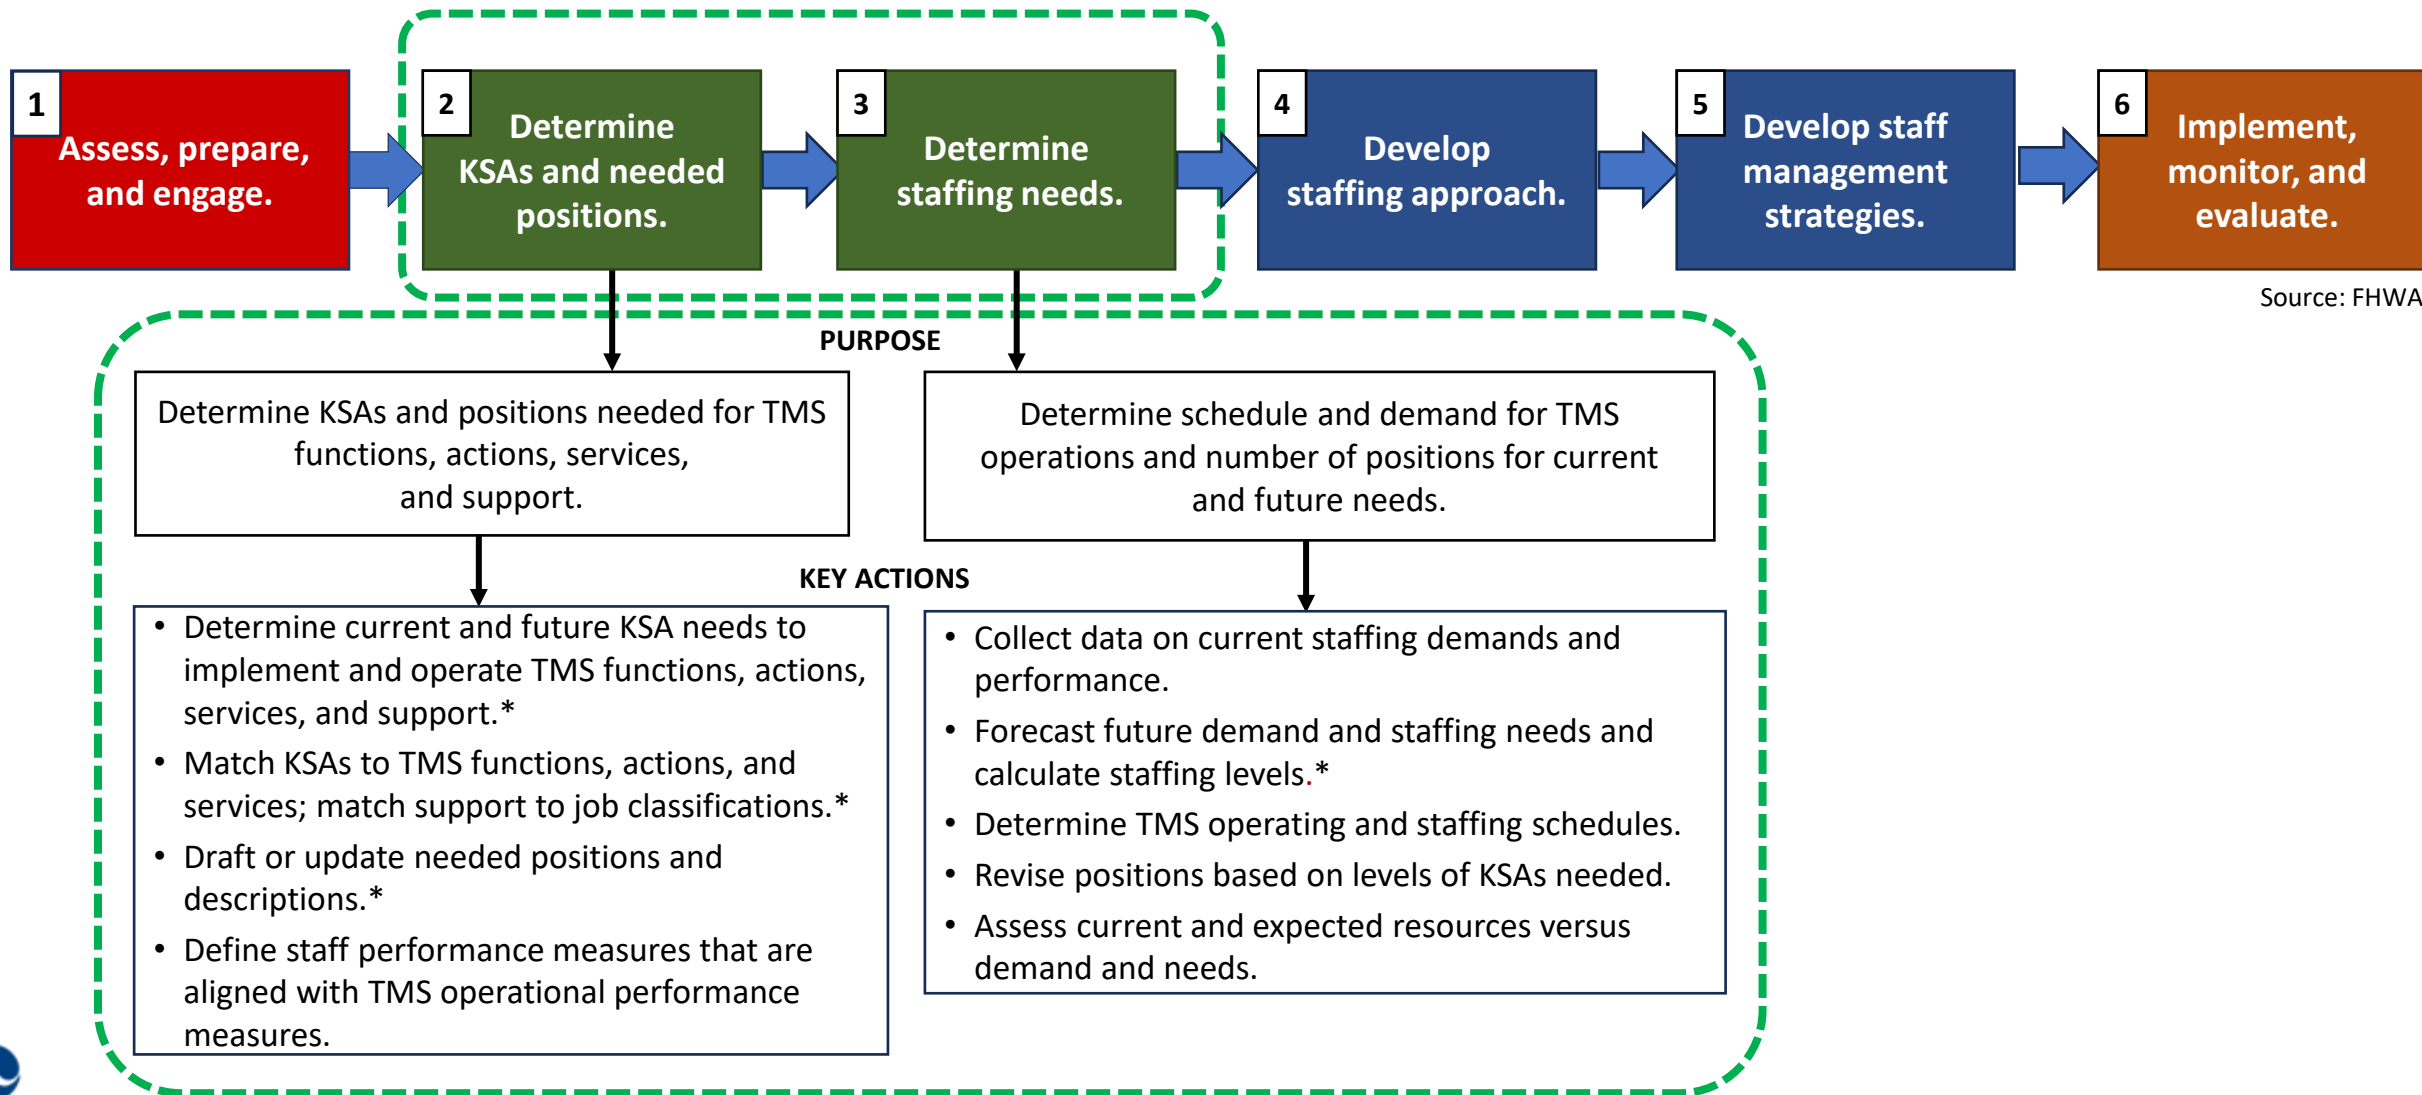 1
Assess, prepare,
and engage.
2
Determine
KSAs and needed
positions.
3
Determine
staffing needs.
4
Develop
staffing approach.
5
Develop staff
management
strategies.
6
Implement,
monitor, and
evaluate.
Source: FHWA
PURPOSE
Determine KSAs and positions needed for TMS
functions, actions, services,
and support.
Determine schedule and demand for TMS
operations and number of positions for current
and future needs.
KEY ACTIONS
• Determine current and future KSA needs to
implement and operate TMS functions, actions,
services, and support.*
• Match KSAs to TMS functions, actions, and
services; match support to job classifications.*
• Draft or update needed positions and
descriptions.*
• Define staff performance measures that are
aligned with TMS operational performance
measures.
• Collect data on current staffing demands and
performance.
• Forecast future demand and staffing needs and
calculate staffing levels.*
• Determine TMS operating and staffing schedules.
• Revise positions based on levels of KSAs needed.
• Assess current and expected resources versus
demand and needs.